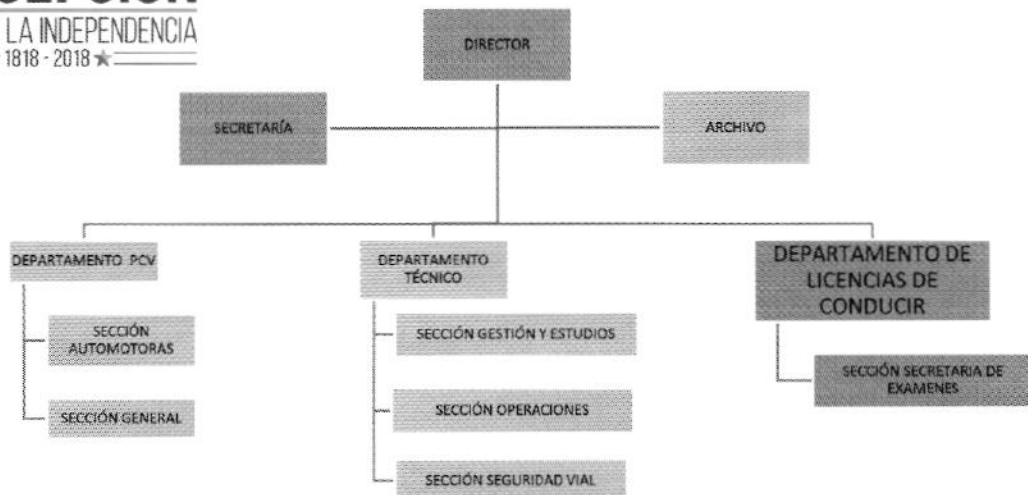 LA INDEPENDENCIA
1818 - 2018
DIRECTOR
SECRETARÍA
ARCHIVO
DEPARTAMENTO PCV
SECCIÓN
AUTOMOTORAS
SECCIÓN GENERAL
DEPARTAMENTO
TÉCNICO
SECCIÓN GESTIÓN Y ESTUDIOS
SECCIÓN OPERACIONES
SECCIÓN SEGURIDAD VIAL
DEPARTAMENTO DE
LICENCIAS DE
CONDUCIR
SECCIÓN SECRETARIA DE
EXAMENES